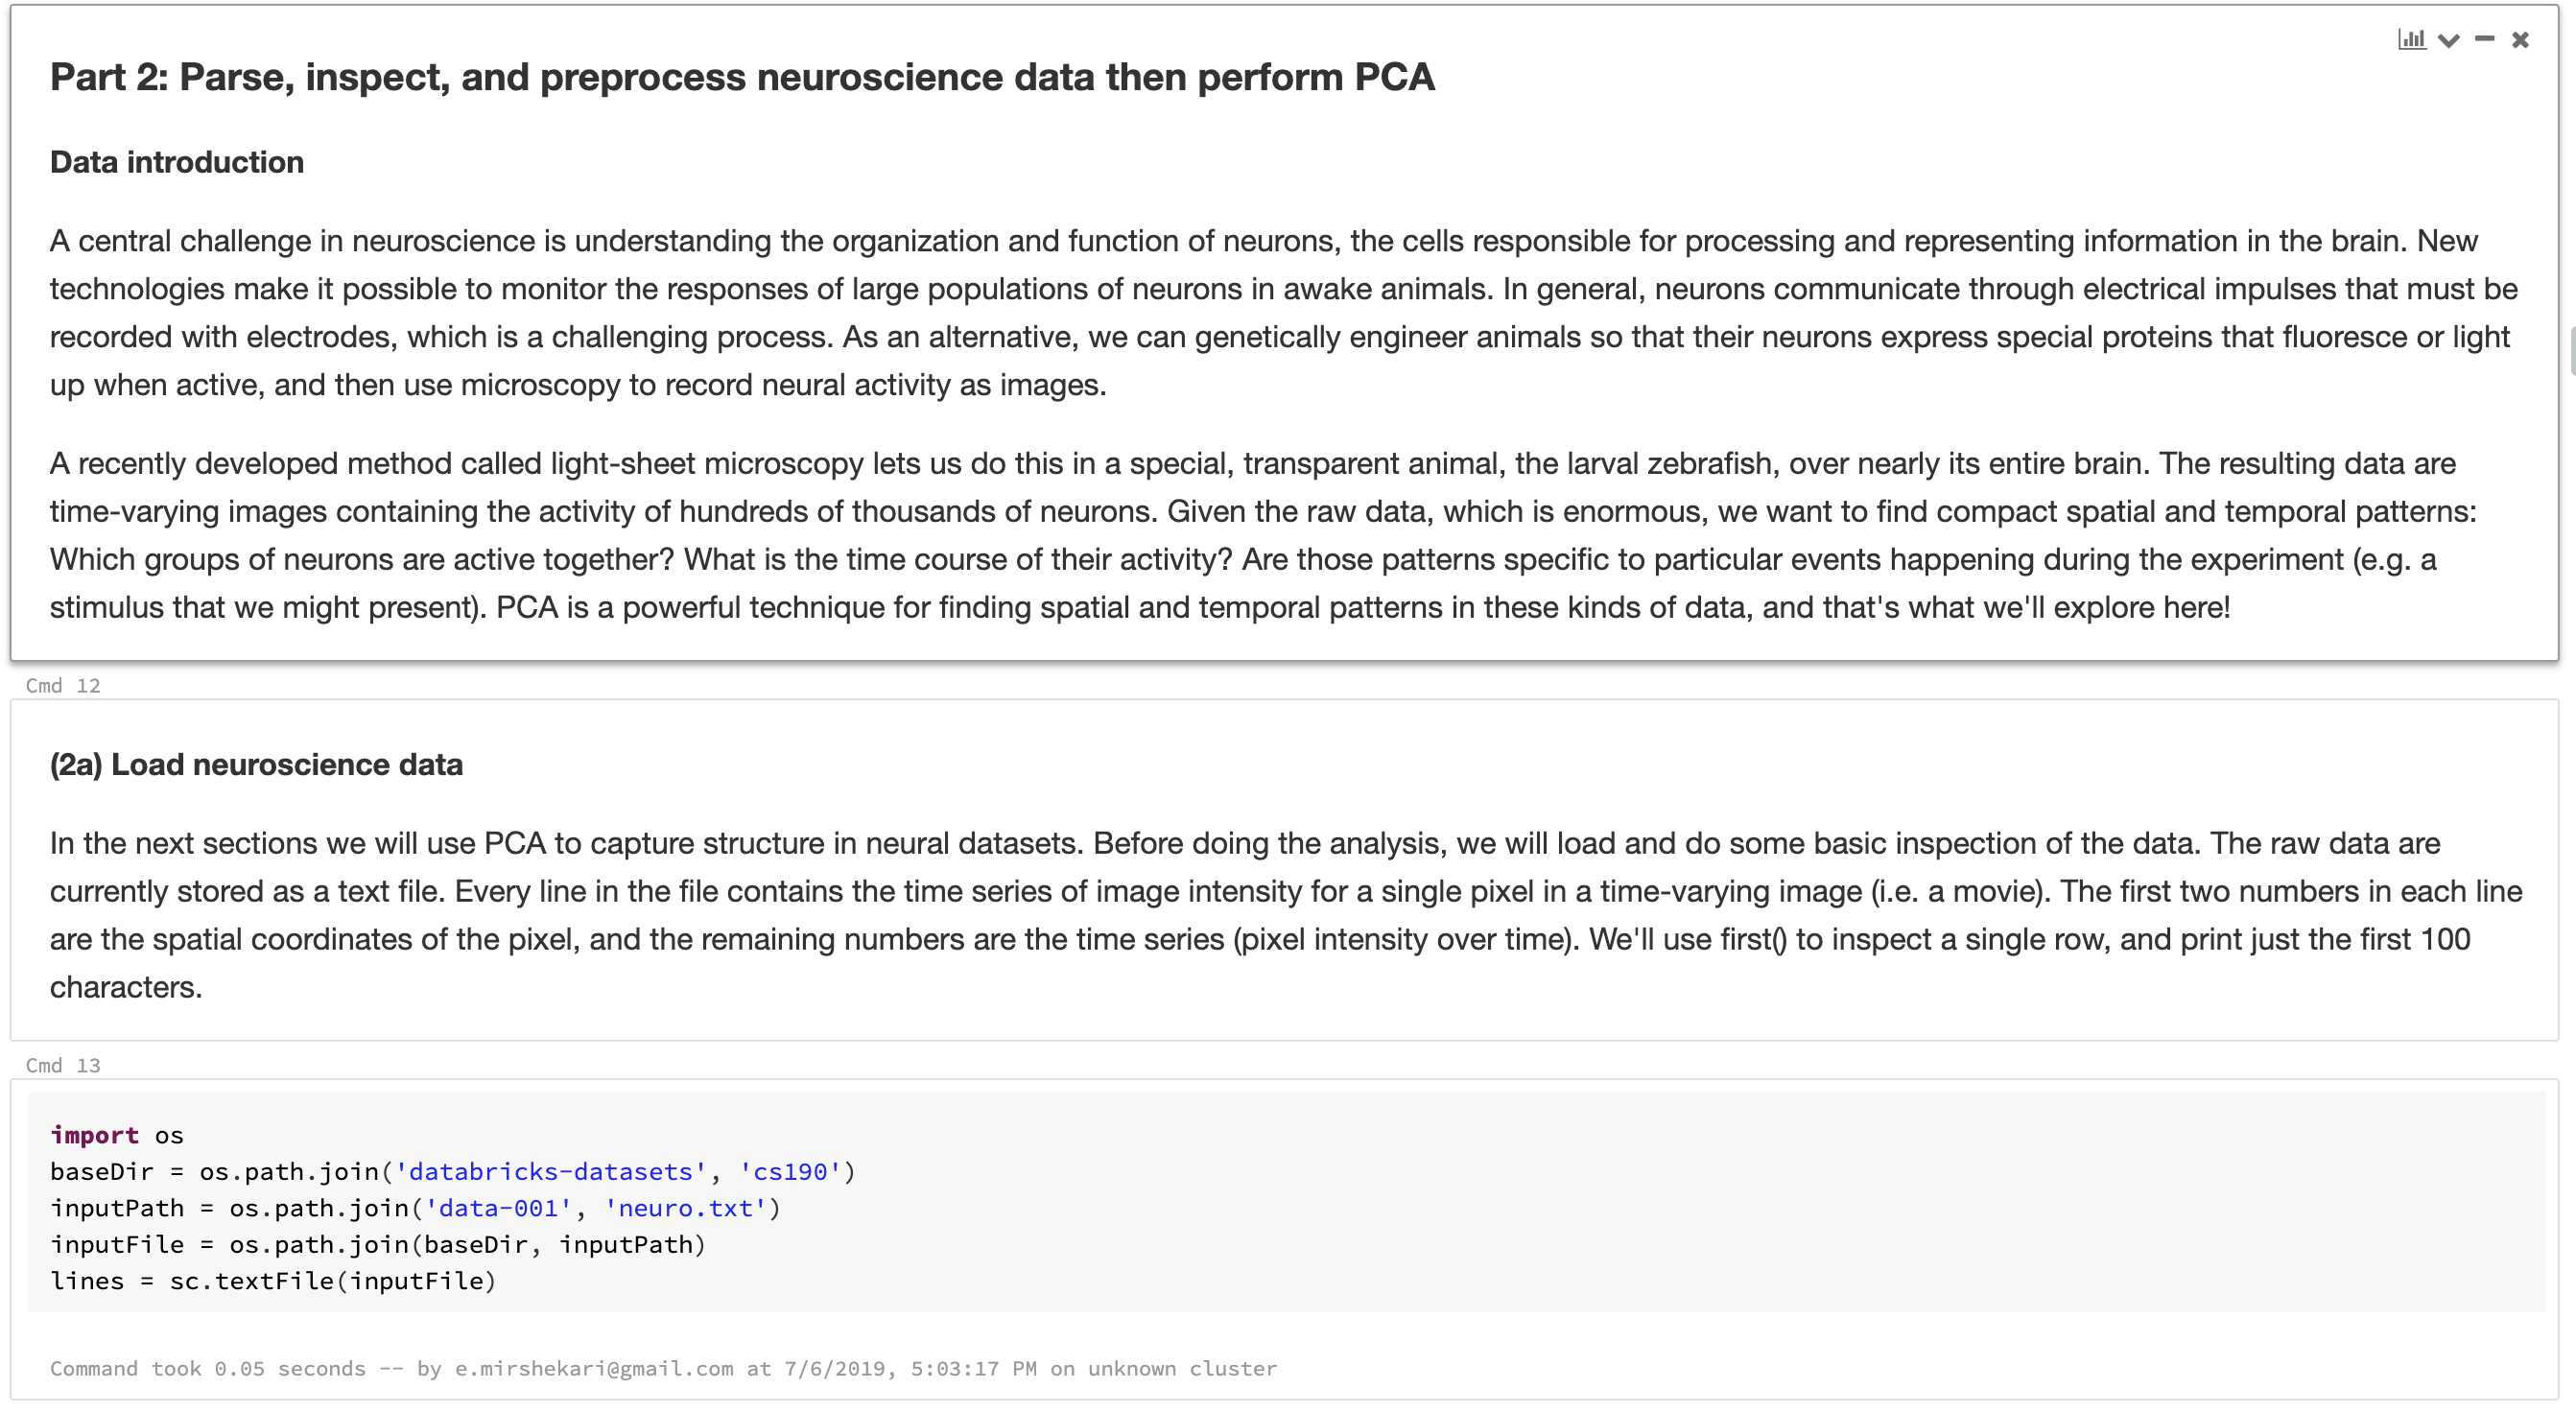 Part 2: Parse, inspect, and preprocess neuroscience data then perform PCA
Data introduction
A central challenge in neuroscience is understanding the organization and function of neurons, the cells responsible for processing and representing information in the brain. New
technologies make it possible to monitor the responses of large populations of neurons in awake animals. In general, neurons communicate through electrical impulses that must be
recorded with electrodes, which is a challenging process. As an alternative, we can genetically engineer animals so that their neurons express special proteins that fluoresce or light
up when active, and then use microscopy to record neural activity as images.
A recently developed method called light-sheet microscopy lets us do this in a special, transparent animal, the larval zebrafish, over nearly its entire brain. The resulting data are
time-varying images containing the activity of hundreds of thousands of neurons. Given the raw data, which is enormous, we want to find compact spatial and temporal patterns:
Which groups of neurons are active together? What is the time course of their activity? Are those patterns specific to particular events happening during the experiment (e.g. a
stimulus that we might present). PCA is a powerful technique for finding spatial and temporal patterns in these kinds of data, and that's what we'll explore here!
Cmd 12
(2a) Load neuroscience data
In the next sections we will use PCA to capture structure in neural datasets. Before doing the analysis, we will load and do some basic inspection of the data. The raw data are
currently stored as a text file. Every line in the file contains the time series of image intensity for a single pixel in a time-varying image (i.e. a movie). The first two numbers in each line
are the spatial coordinates of the pixel, and the remaining numbers are the time series (pixel intensity over time). We'll use first() to inspect a single row, and print just the first 100
characters.
Cmd 13
import os
baseDir = os.path.join('databricks-datasets', 'cs190')
inputPath = os.path.join('data-001', 'neuro.txt')
inputFile = os.path.join(baseDir, inputPath)
lines = sc.textFile(inputFile)
Command took 0.05 seconds -- by e.mirshekari@gmail.com at 7/6/2019, 5:03:17 PM on unknown cluster